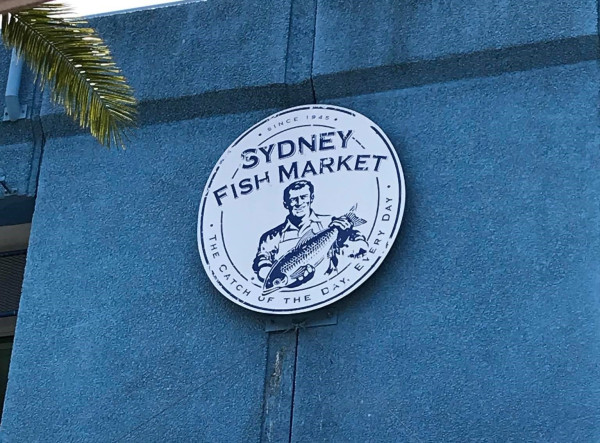 • SINCE 1945 •
SYDNEY
FISH MARKET
• THE CATCH OF THE DAY, EVERY DAY •